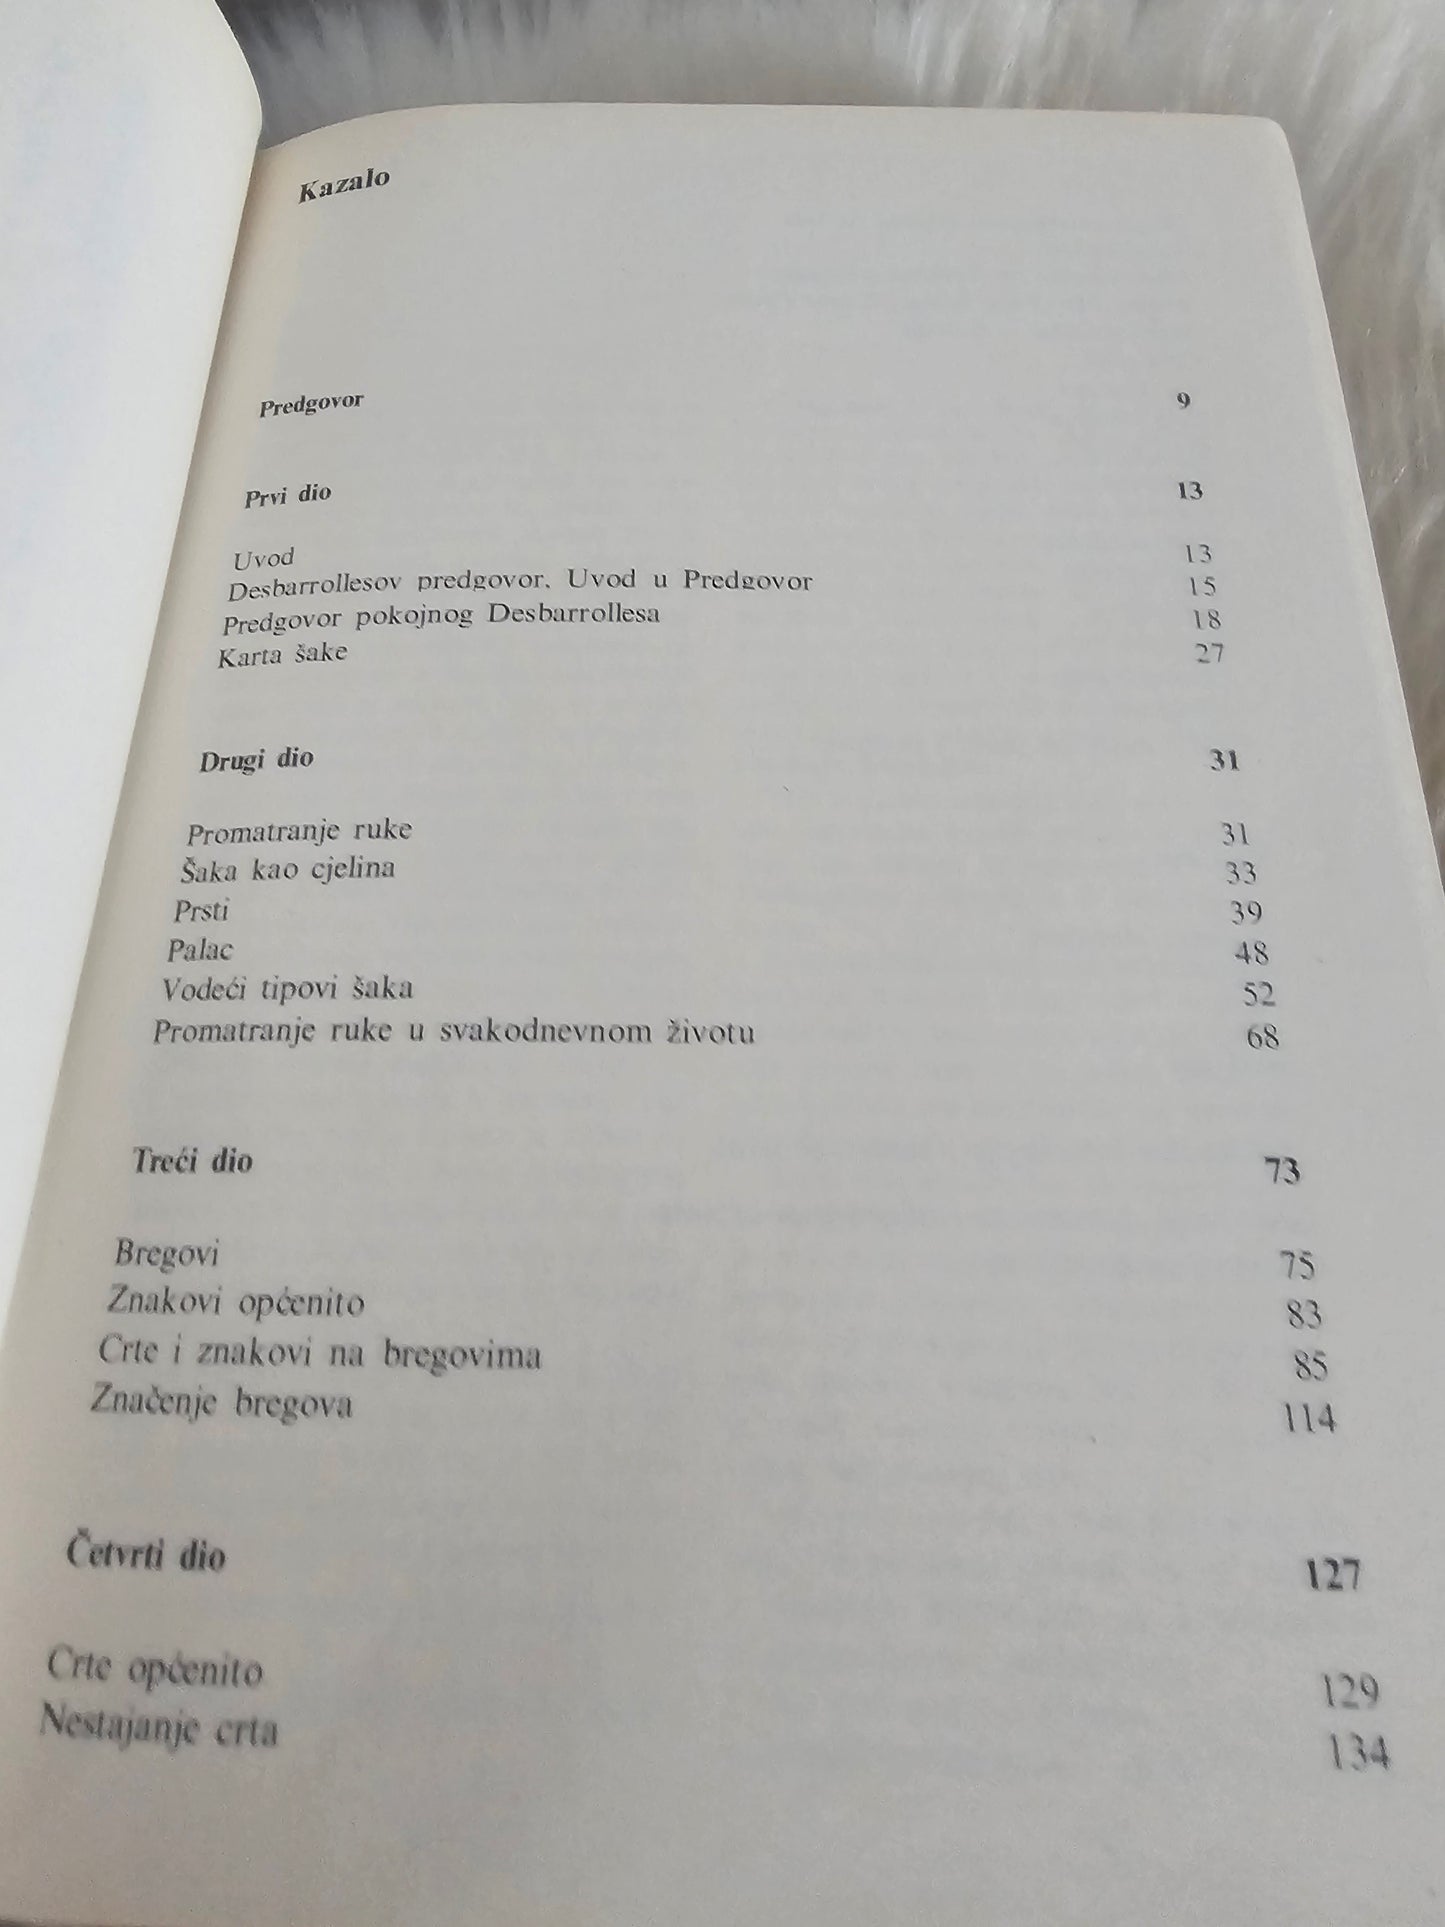 Kazalo
Predgovor 9
Prvi dio 13
Uvod 13
Desbarrollesov predgovor. Uvod u Predgovor 15
Predgovor pokojnog Desbarrollesa 18
Karta šake 27
Drugi dio 31
Promatranje ruke 31
Šaka kao cjelina 33
Prsti 39
Palac 48
Vodeći tipovi šaka 52
Promatranje ruke u svakodnevnom životu 68
Treći dio 73
Bregovi 75
Znakovi općenito 83
Crte i znakovi na bregovima 85
Značenje bregova 114
Četvrti dio 127
Crte općenito 129
Nestajanje crta 134